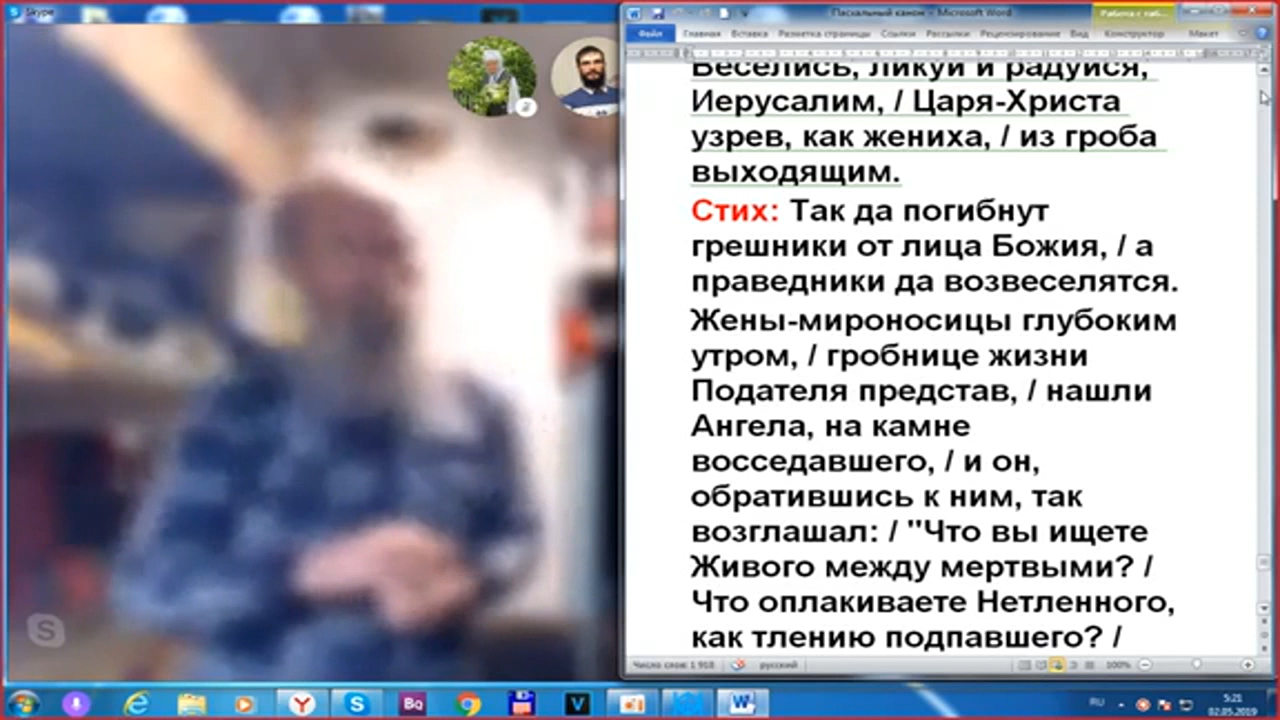 Skype
Пасхальный канон - Microsoft Word
Работа с таб...
Файл Главная Вставка Разметка страницы Ссылки Рассылки Рецензирование Вид Конструктор Макет
Веселись, ликуй и радуйся,
Иерусалим, / Царя-Христа
узрев, как жениха, / из гроба
выходящим.
Стих: Так да погибнут
грешники от лица Божия, / а
праведники да возвеселятся.
Жены-мироносицы глубоким
утром, / гробнице жизни
Подателя представ, / нашли
Ангела, на камне
восседавшего, / и он,
обратившись к ним, так
возглашал: / "Что вы ищете
Живого между мертвыми? /
Что оплакиваете Нетленного,
как тлению подпавшего? /
Число слов: 1 918 русский 100%
RU 5:21
02.05.2019